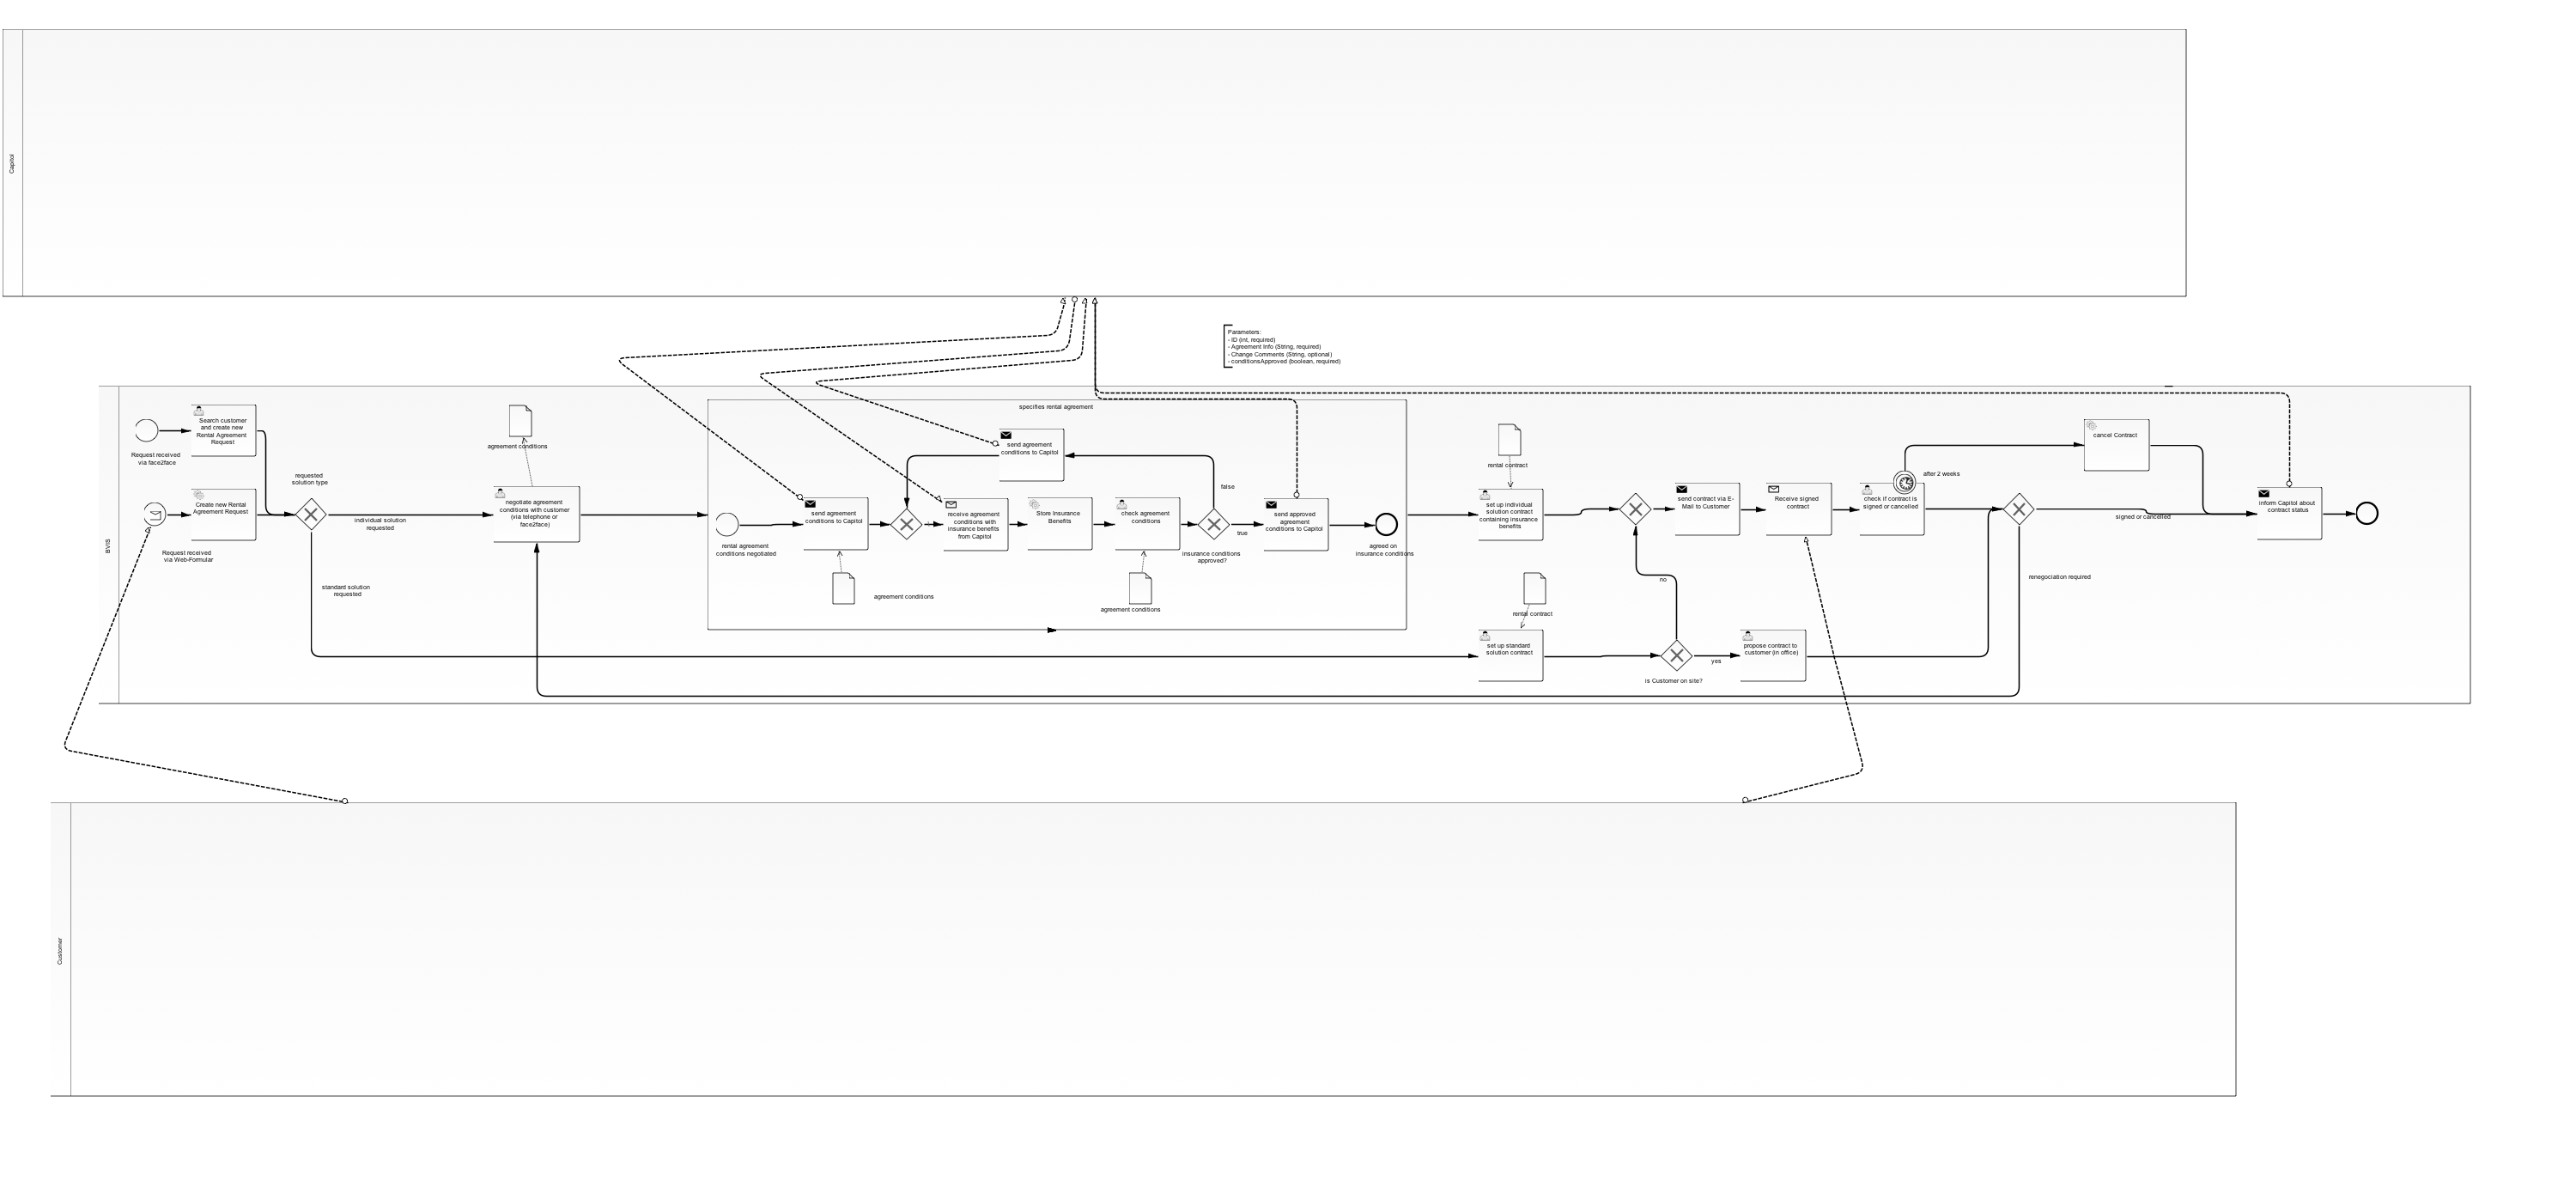 Capitol
Parameters:
- ID (int, required)
- Agreement Info (String, required)
- Change Comments (String, optional)
- conditionsApproved (boolean, required)
BVIS
Search customer
and create new
Rental Agreement
Request
Request received
via face2face
Create new Rental
Agreement Request
Request received
via Web-Formular
requested
solution type
individual solution
requested
standard solution
requested
agreement conditions
negotiate agreement
conditions with customer
(via telephone or
face2face)
specifies rental agreement
rental agreement
conditions negotiated
send agreement
conditions to Capitol
agreement conditions
send agreement
conditions to Capitol
receive agreement
conditions with
insurance benefits
from Capitol
Store Insurance
Benefits
check agreement
conditions
agreement conditions
false
true
insurance conditions
approved?
send approved
agreement
conditions to Capitol
agreed on
insurance conditions
rental contract
set up individual
solution contract
containing insurance
benefits
rental contract
set up standard
solution contract
no
yes
is Customer on site?
propose contract to
customer (in office)
send contract via E-
Mail to Customer
Receive signed
contract
check if contract is
signed or cancelled
after 2 weeks
cancel Contract
signed or cancelled
renegociation required
inform Capitol about
contract status
Customer